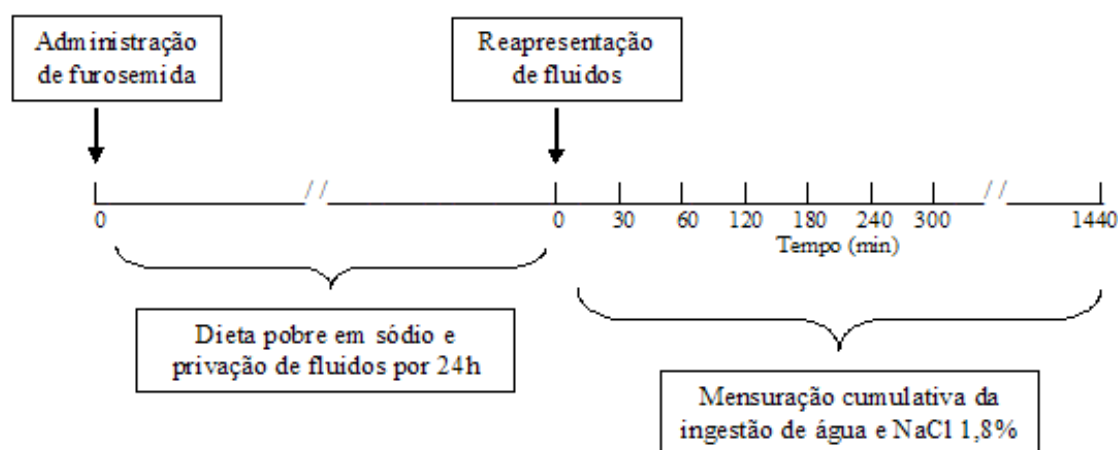 Administração
de furosemida
Reapresentação
de fluidos
0 // 0 30 60 120 180 240 300 // 1440
Tempo (min)
Dieta pobre em sódio e
privação de fluidos por 24h
Mensuração cumulativa da
ingestão de água e NaCl 1,8%